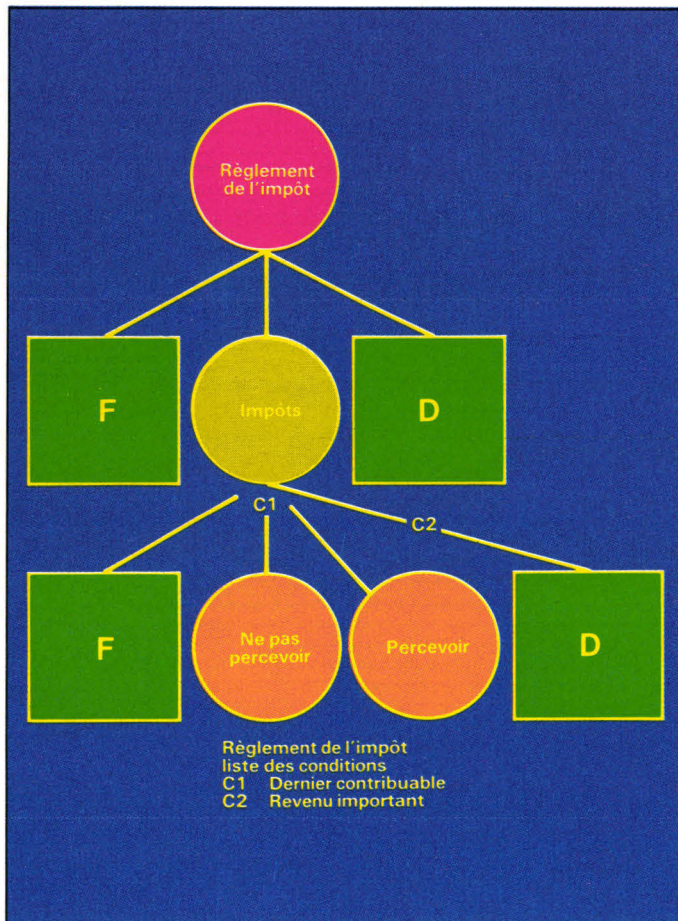 Règlement
de l'impôt
F
Impôts
D
C1
C2
F
Ne pas
percevoir
Percevoir
D
Règlement de l'impôt
liste des conditions
C1 Dernier contribuable
C2 Revenu important